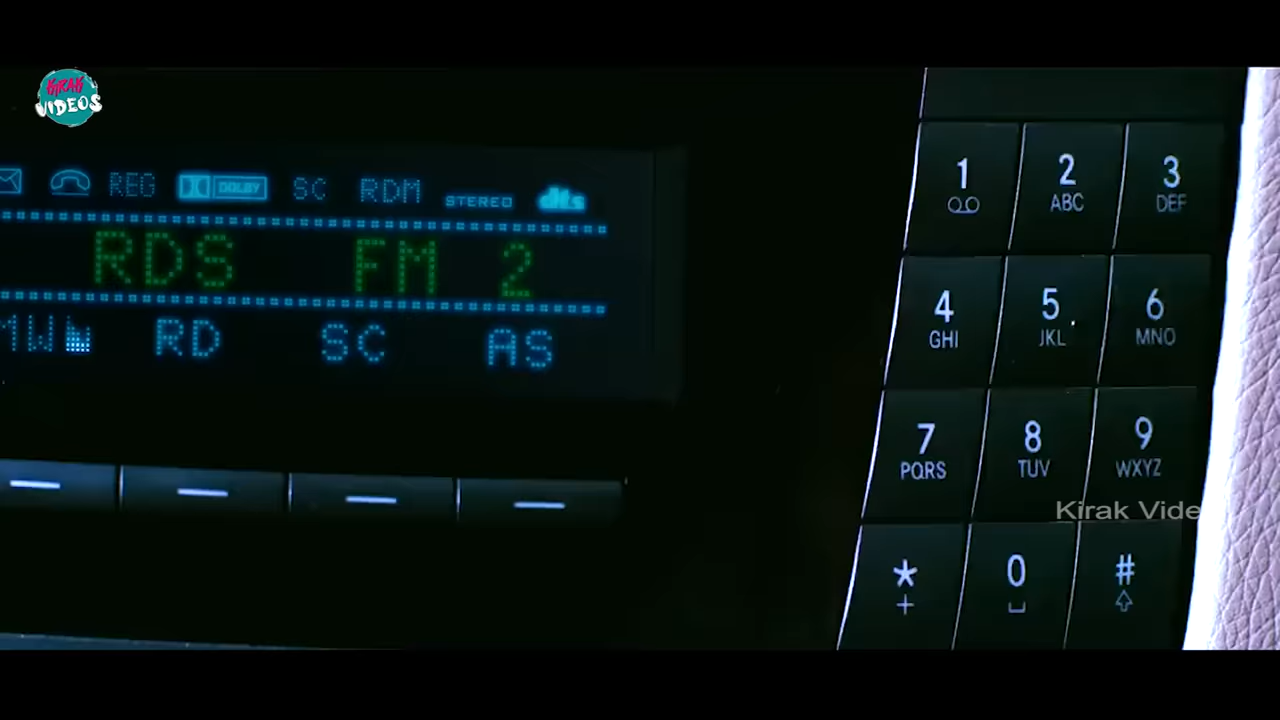 KiRAK
VIDEOS
REG DOLBY SC RDM STEREO dts
RDS FM 2
MW RD SC AS
1 2 3
ABC DEF
4 5 6
GHI JKL MNO
7 8 9
PQRS TUV WXYZ
Kirak Vide
* 0 #
+